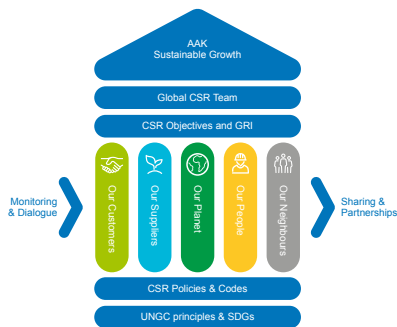 AAK
Sustainable Growth
Global CSR Team
CSR Objectives and GRI
Our Customers
Our Suppliers
Our Planet
Our People
Our Neighbours
Monitoring
& Dialogue
Sharing &
Partnerships
CSR Policies & Codes
UNGC principles & SDGs